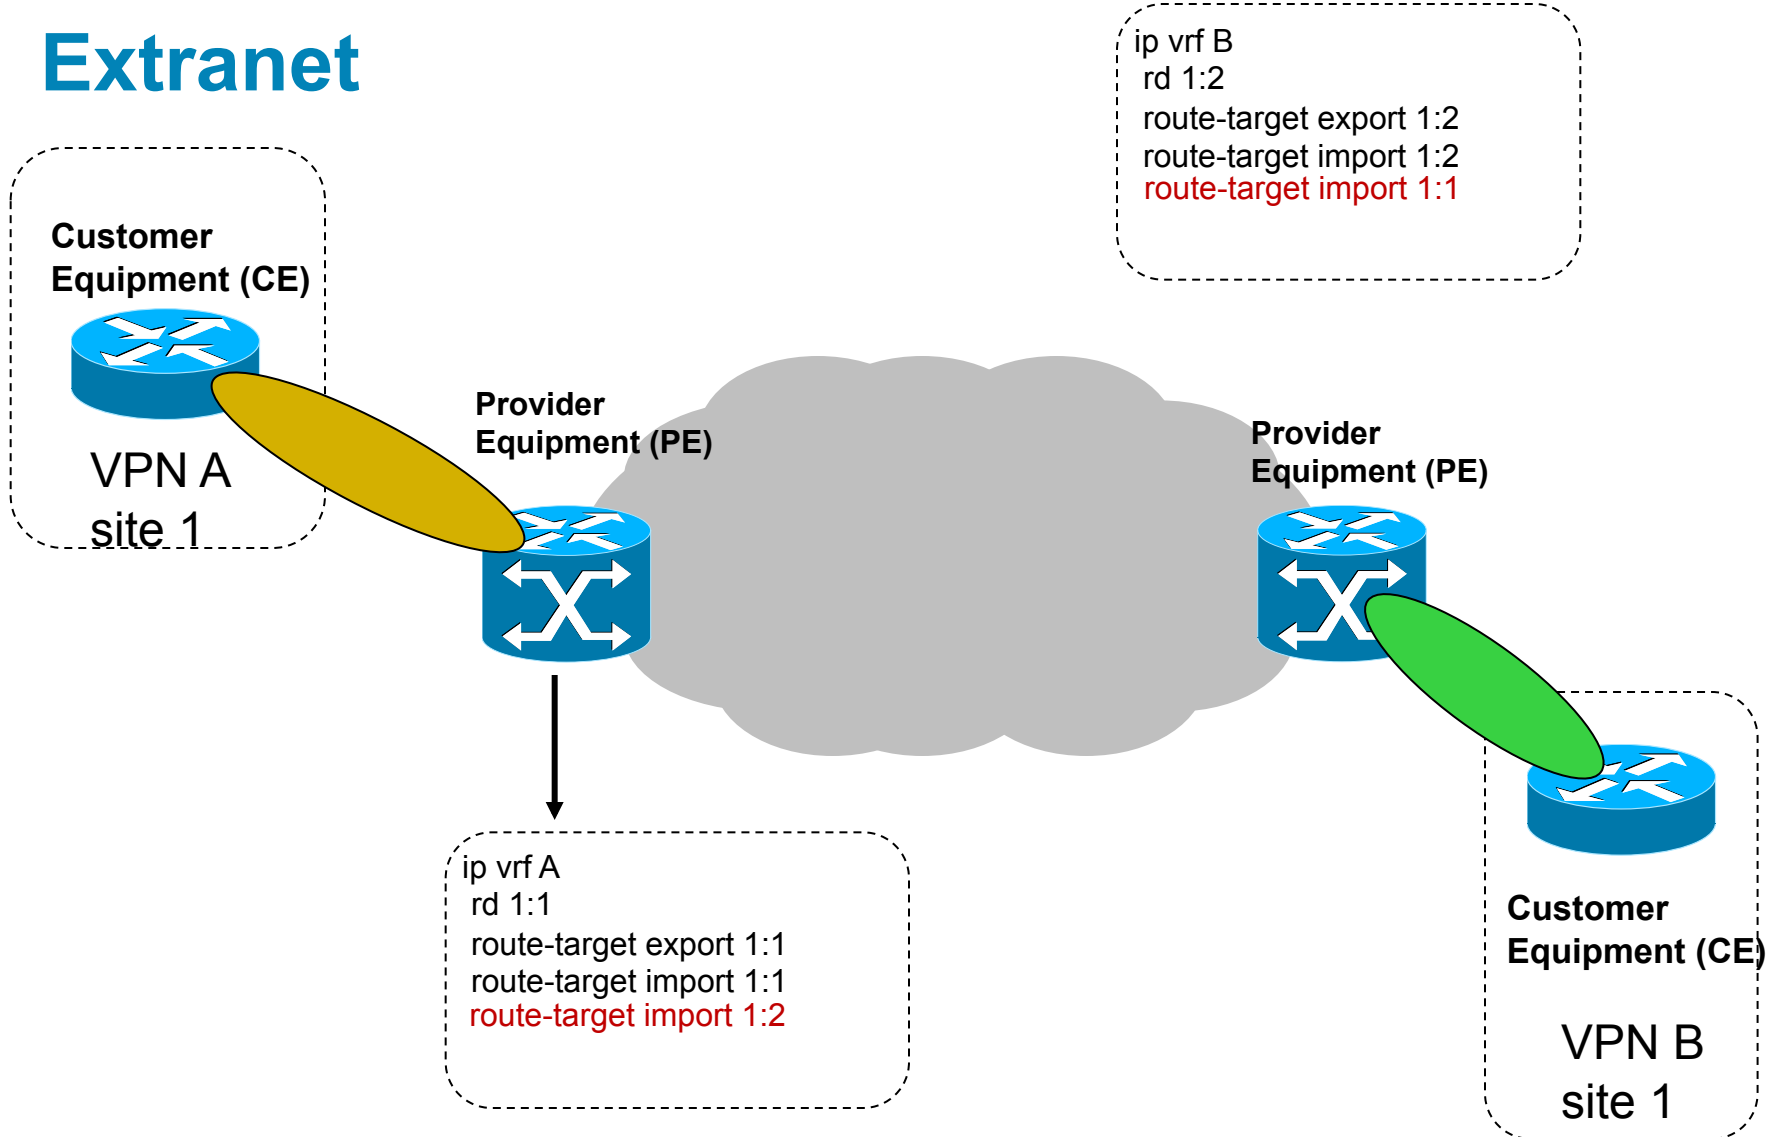 Extranet
ip vrf B
rd 1:2
route-target export 1:2
route-target import 1:2
route-target import 1:1
Customer
Equipment (CE)
VPN A
site 1
Provider
Equipment (PE)
Provider
Equipment (PE)
ip vrf A
rd 1:1
route-target export 1:1
route-target import 1:1
route-target import 1:2
Customer
Equipment (CE)
VPN B
site 1